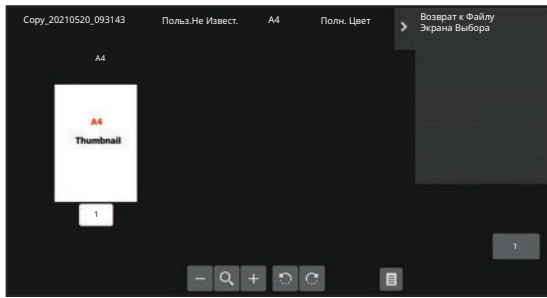 Copy_20210520_093143 Польз.Не Извест. A4 Полн. Цвет Возврат к Файлу
Экрана Выбора
A4
A4
Thumbnail
1
1